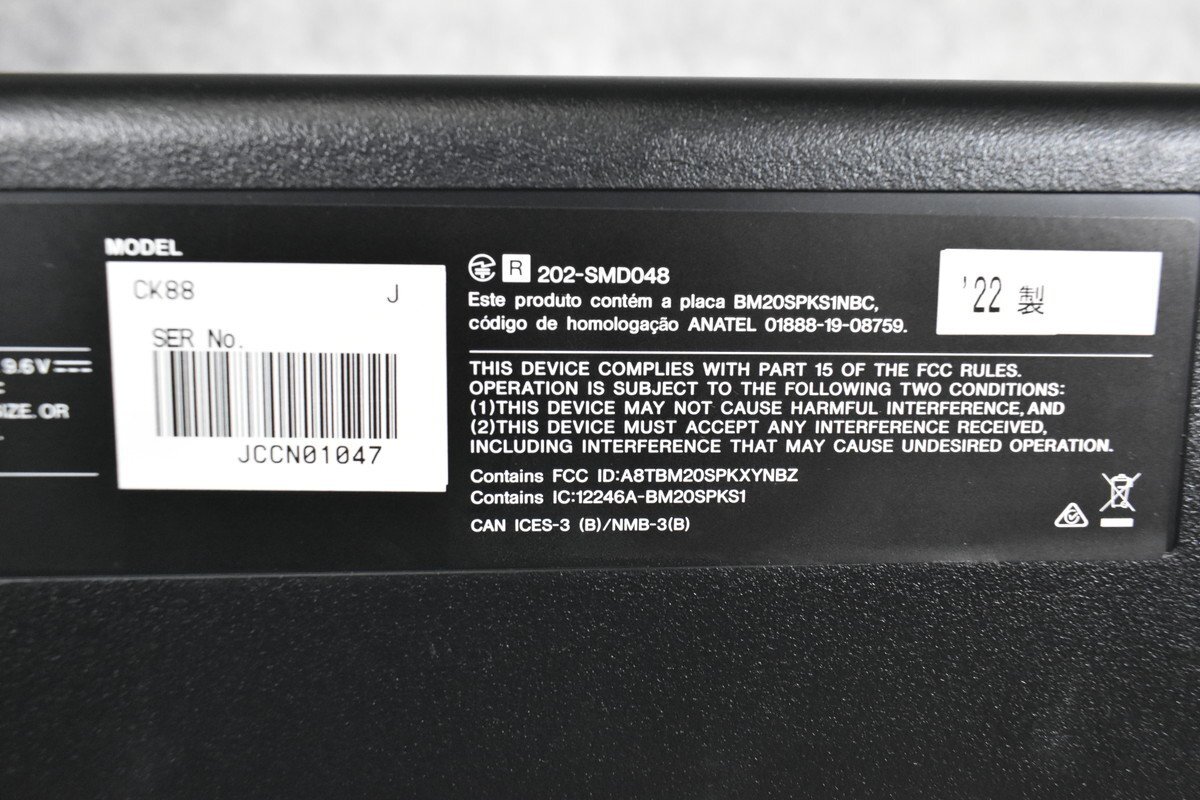 9.6V
SIZE. OR
MODEL
CK88 J
SER No.
JCCN01047
R 202-SMD048
Este produto contém a placa BM20SPKS1NBC,
código de homologação ANATEL 01888-19-08759.
'22 製
THIS DEVICE COMPLIES WITH PART 15 OF THE FCC RULES.
OPERATION IS SUBJECT TO THE FOLLOWING TWO CONDITIONS:
(1)THIS DEVICE MAY NOT CAUSE HARMFUL INTERFERENCE, AND
(2)THIS DEVICE MUST ACCEPT ANY INTERFERENCE RECEIVED,
INCLUDING INTERFERENCE THAT MAY CAUSE UNDESIRED OPERATION.
Contains FCC ID:A8TBM20SPKXYNBZ
Contains IC:12246A-BM20SPKS1
CAN ICES-3 (B)/NMB-3(B)